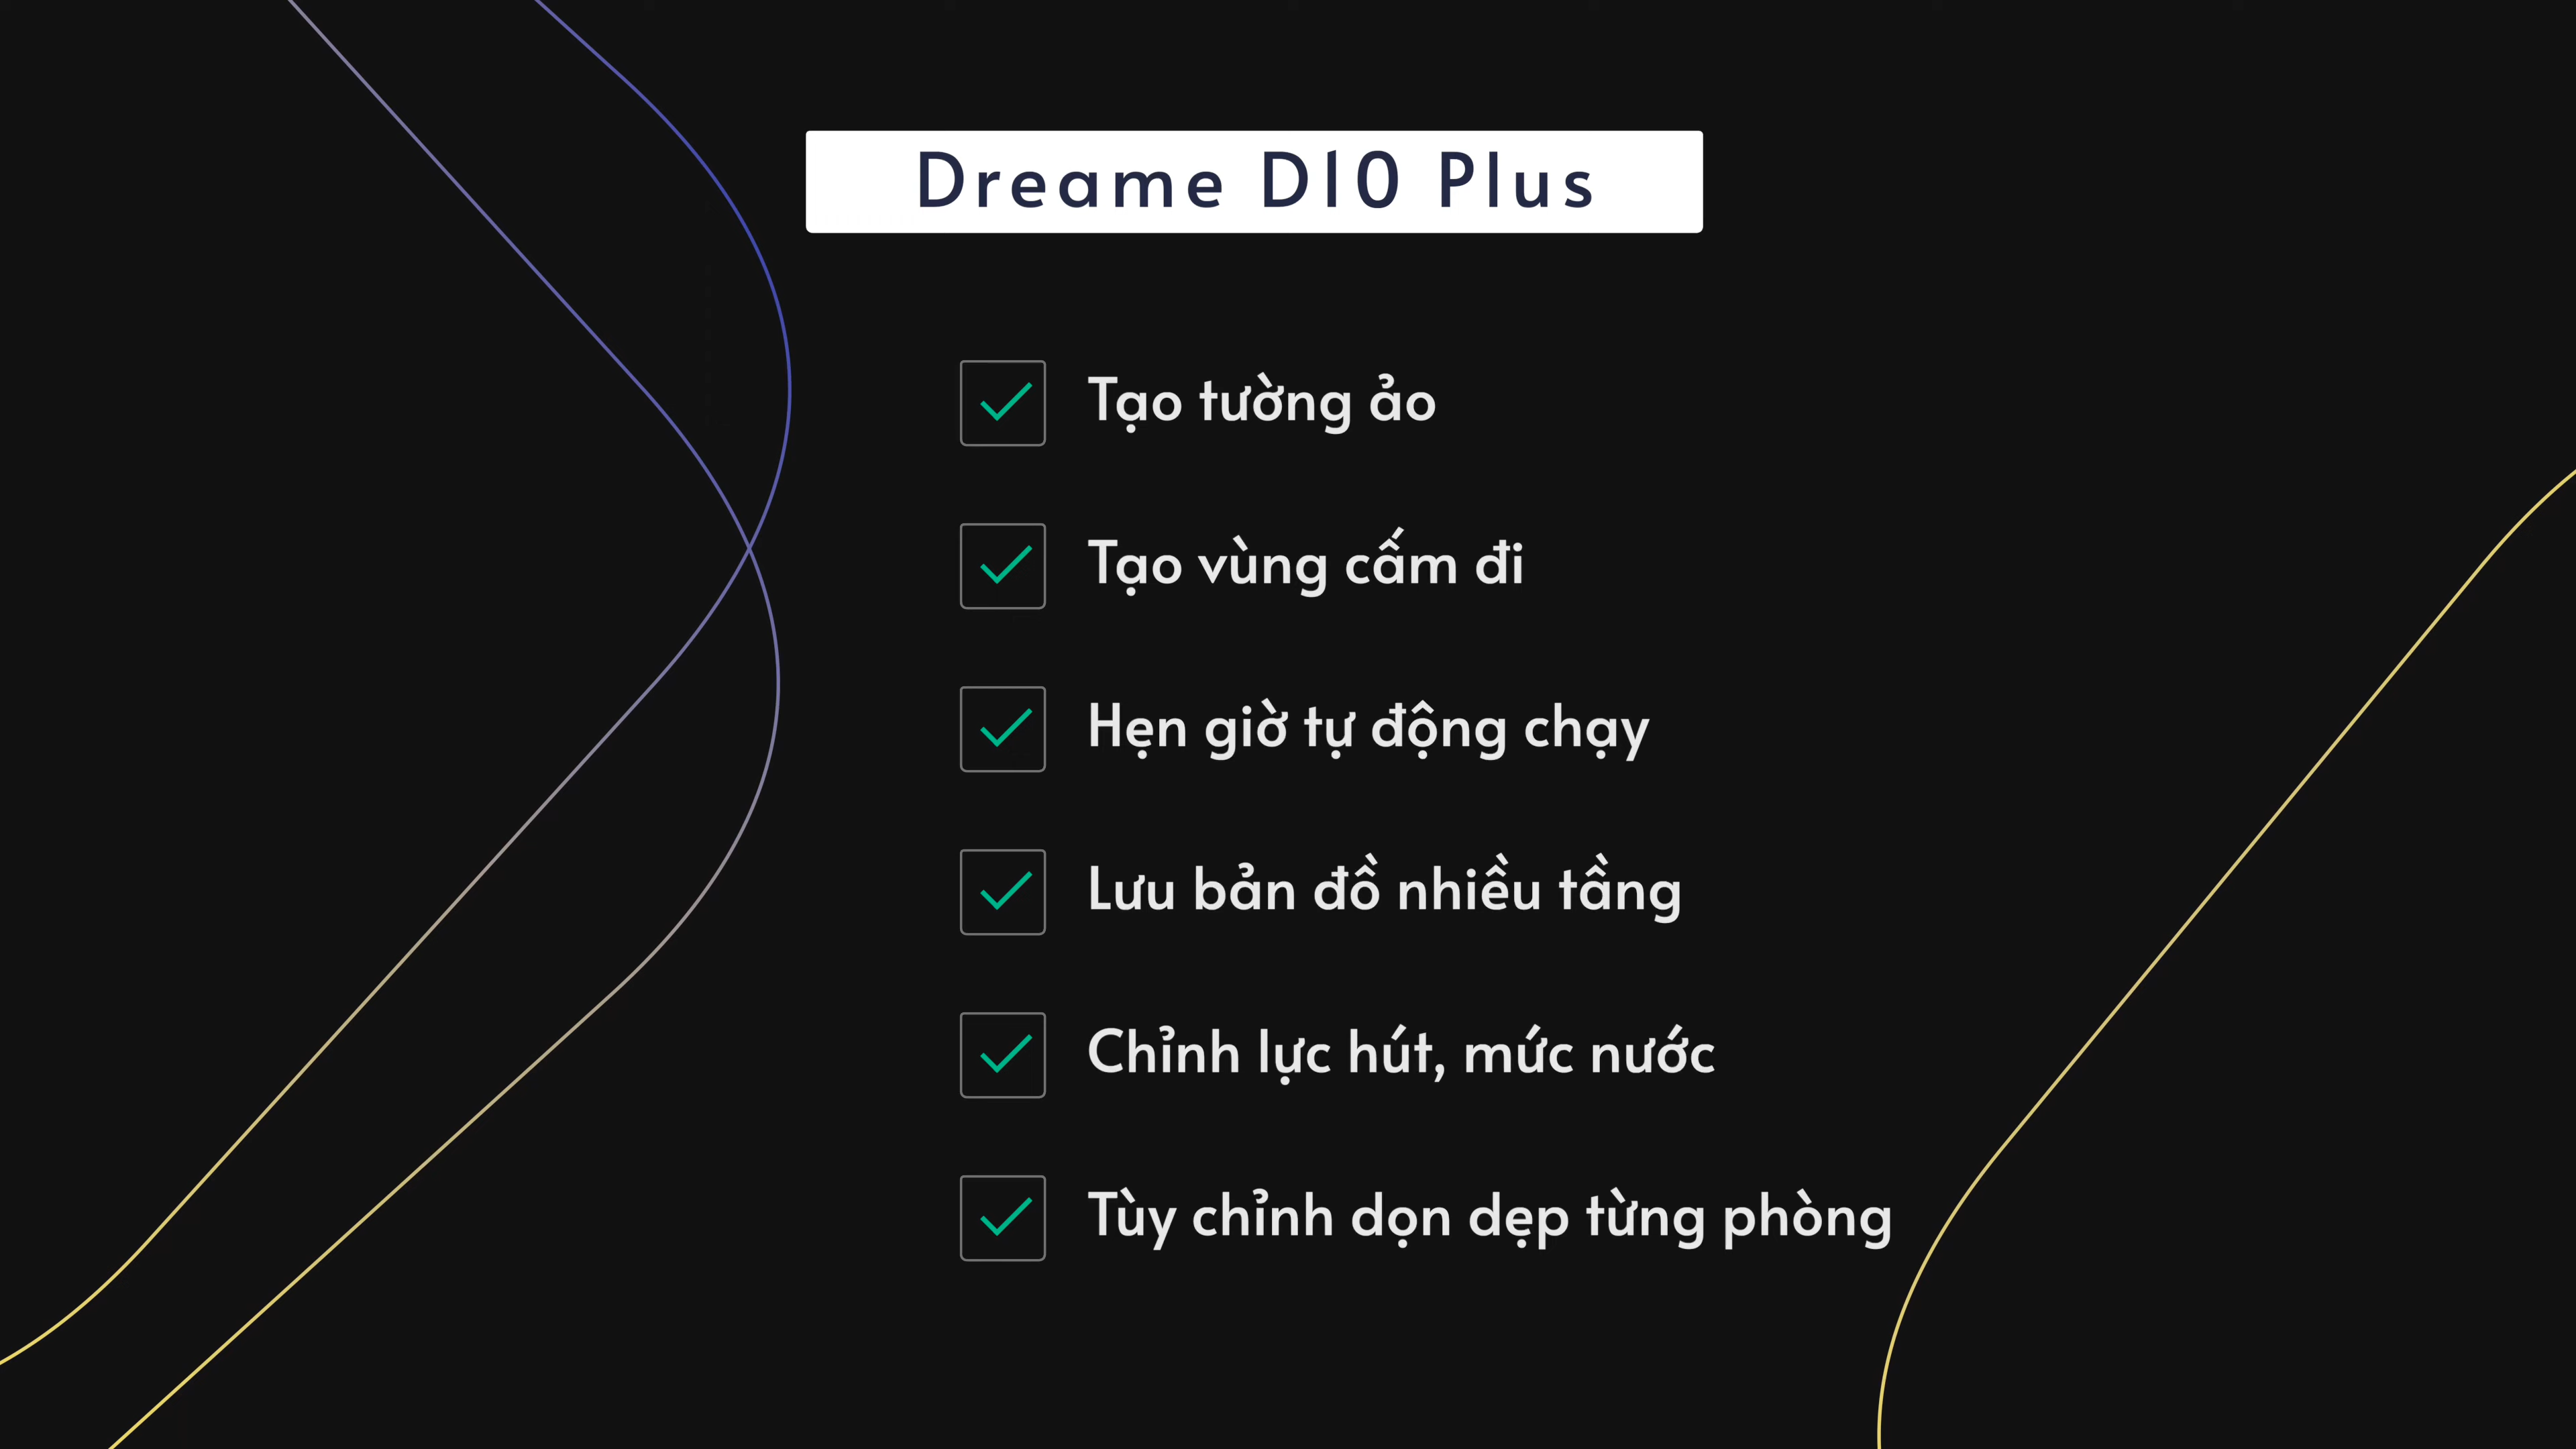 Dreame D10 Plus
Tạo tường ảo
Tạo vùng cấm đi
Hẹn giờ tự động chạy
Lưu bản đồ nhiều tầng
Chỉnh lực hút, mức nước
Tùy chỉnh dọn dẹp từng phòng